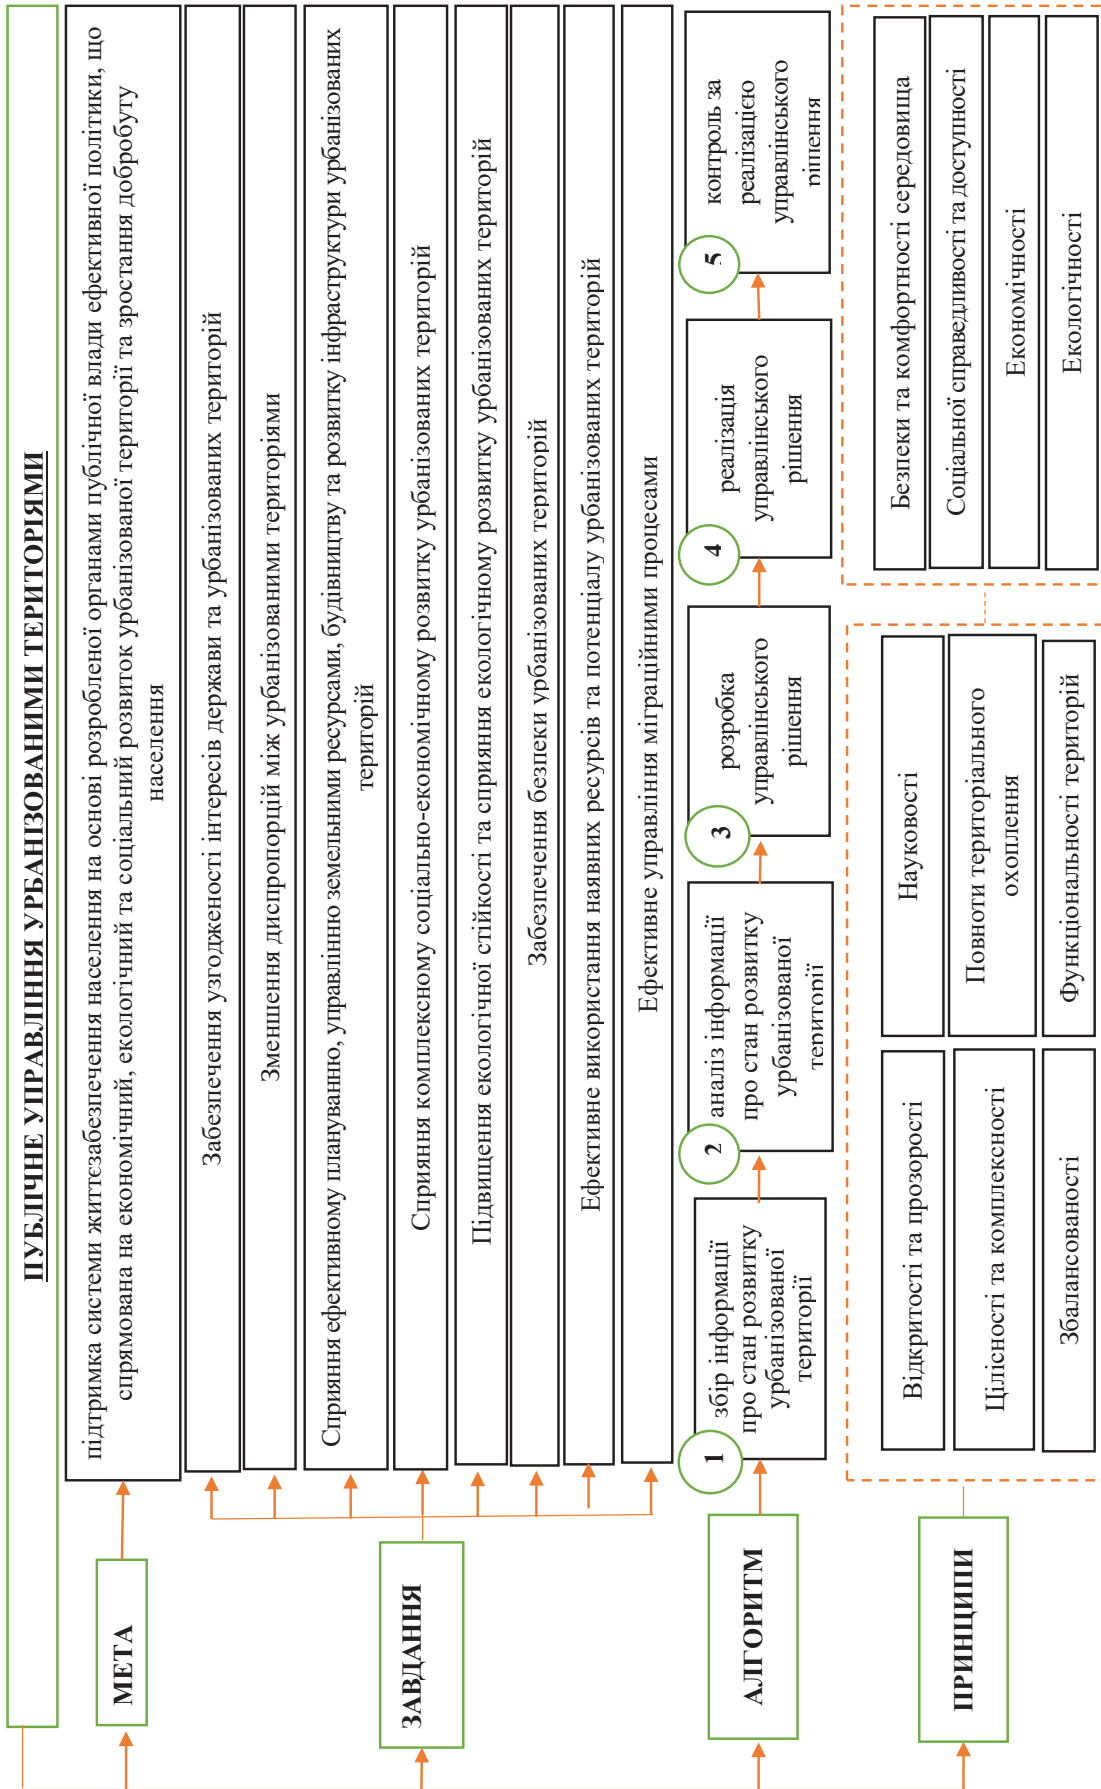 ПУБЛІЧНЕ УПРАВЛІННЯ УРБАНІЗОВАНИМИ ТЕРИТОРІЯМИ
МЕТА
підтримка системи життєзабезпечення населення на основі розробленої органами публічної влади ефективної політики, що
спрямована на економічний, екологічний та соціальний розвиток урбанізованої території та зростання добробуту
населення
ЗАВДАННЯ
Забезпечення узгодженості інтересів держави та урбанізованих територій
Зменшення диспропорцій між урбанізованими територіями
Сприяння ефективному плануванню, управлінню земельними ресурсами, будівництву та розвитку інфраструктури урбанізованих
територій
Сприяння комплексному соціально-економічному розвитку урбанізованих територій
Підвищення екологічної стійкості та сприяння екологічному розвитку урбанізованих територій
Забезпечення безпеки урбанізованих територій
Ефективне використання наявних ресурсів та потенціалу урбанізованих територій
Ефективне управління міграційними процесами
АЛГОРИТМ
1
збір інформації
про стан розвитку
урбанізованої
території
2
аналіз інформації
про стан розвитку
урбанізованої
території
3
розробка
управлінського
рішення
4
реалізація
управлінського
рішення
5
контроль за
реалізацією
управлінського
рішення
ПРИНЦИПИ
Відкритості та прозорості
Цілісності та комплексності
Збалансованості
Науковості
Повноти територіального
охоплення
Функціональності територій
Безпеки та комфортності середовища
Соціальної справедливості та доступності
Економічності
Екологічності